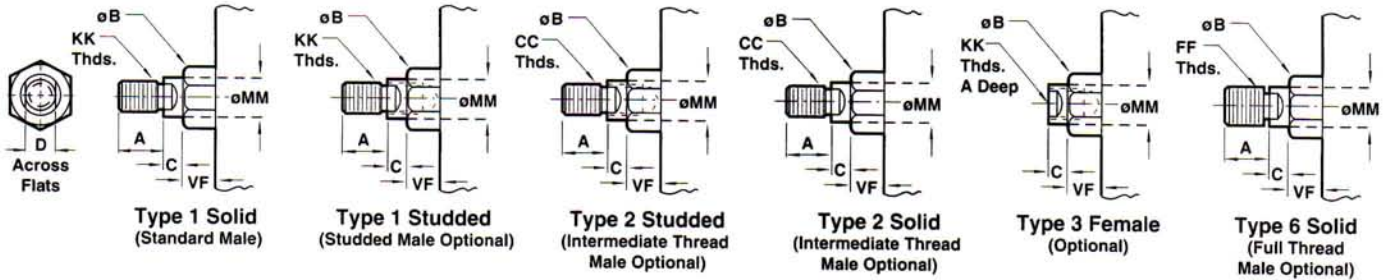 D
Across
Flats
KK
Thds.
øB
øMM
A
C
VF
Type 1 Solid
(Standard Male)
KK
Thds.
øB
øMM
A
C
VF
Type 1 Studded
(Studded Male Optional)
CC
Thds.
øB
øMM
A
C
VF
Type 2 Studded
(Intermediate Thread
Male Optional)
CC
Thds.
øB
øMM
A
C
VF
Type 2 Solid
(Intermediate Thread
Male Optional)
øB
KK
Thds.
A Deep
øMM
C
VF
Type 3 Female
(Optional)
øB
FF
Thds.
øMM
A
C
VF
Type 6 Solid
(Full Thread
Male Optional)